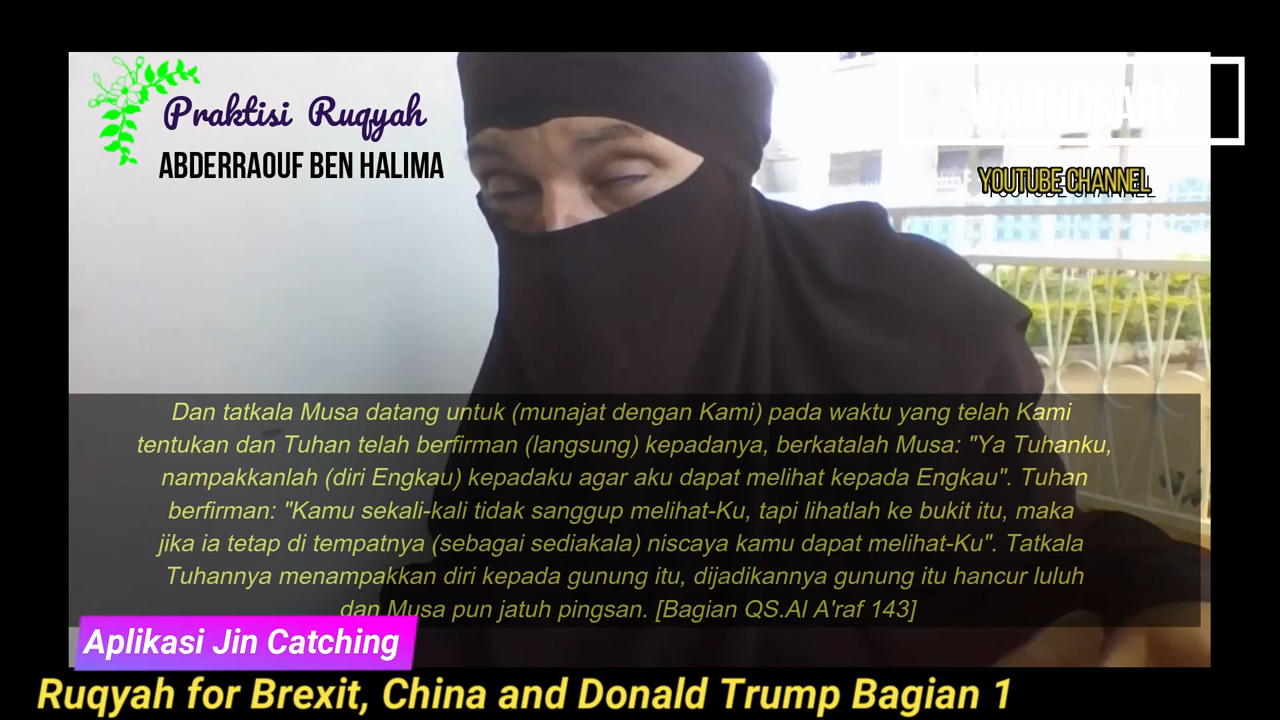 Praktisi Ruqyah
ABDERRAOUF BEN HALIMA
WADNOSARY
YOUTUBE CHANNEL
Dan tatkala Musa datang untuk (munajat dengan Kami) pada waktu yang telah Kami
tentukan dan Tuhan telah berfirman (langsung) kepadanya, berkatalah Musa: "Ya Tuhanku,
nampakkanlah (diri Engkau) kepadaku agar aku dapat melihat kepada Engkau". Tuhan
berfirman: "Kamu sekali-kali tidak sanggup melihat-Ku, tapi lihatlah ke bukit itu, maka
jika ia tetap di tempatnya (sebagai sediakala) niscaya kamu dapat melihat-Ku". Tatkala
Tuhannya menampakkan diri kepada gunung itu, dijadikannya gunung itu hancur luluh
dan Musa pun jatuh pingsan. [Bagian QS.Al A'raf 143]
Aplikasi Jin Catching
Ruqyah for Brexit, China and Donald Trump Bagian 1